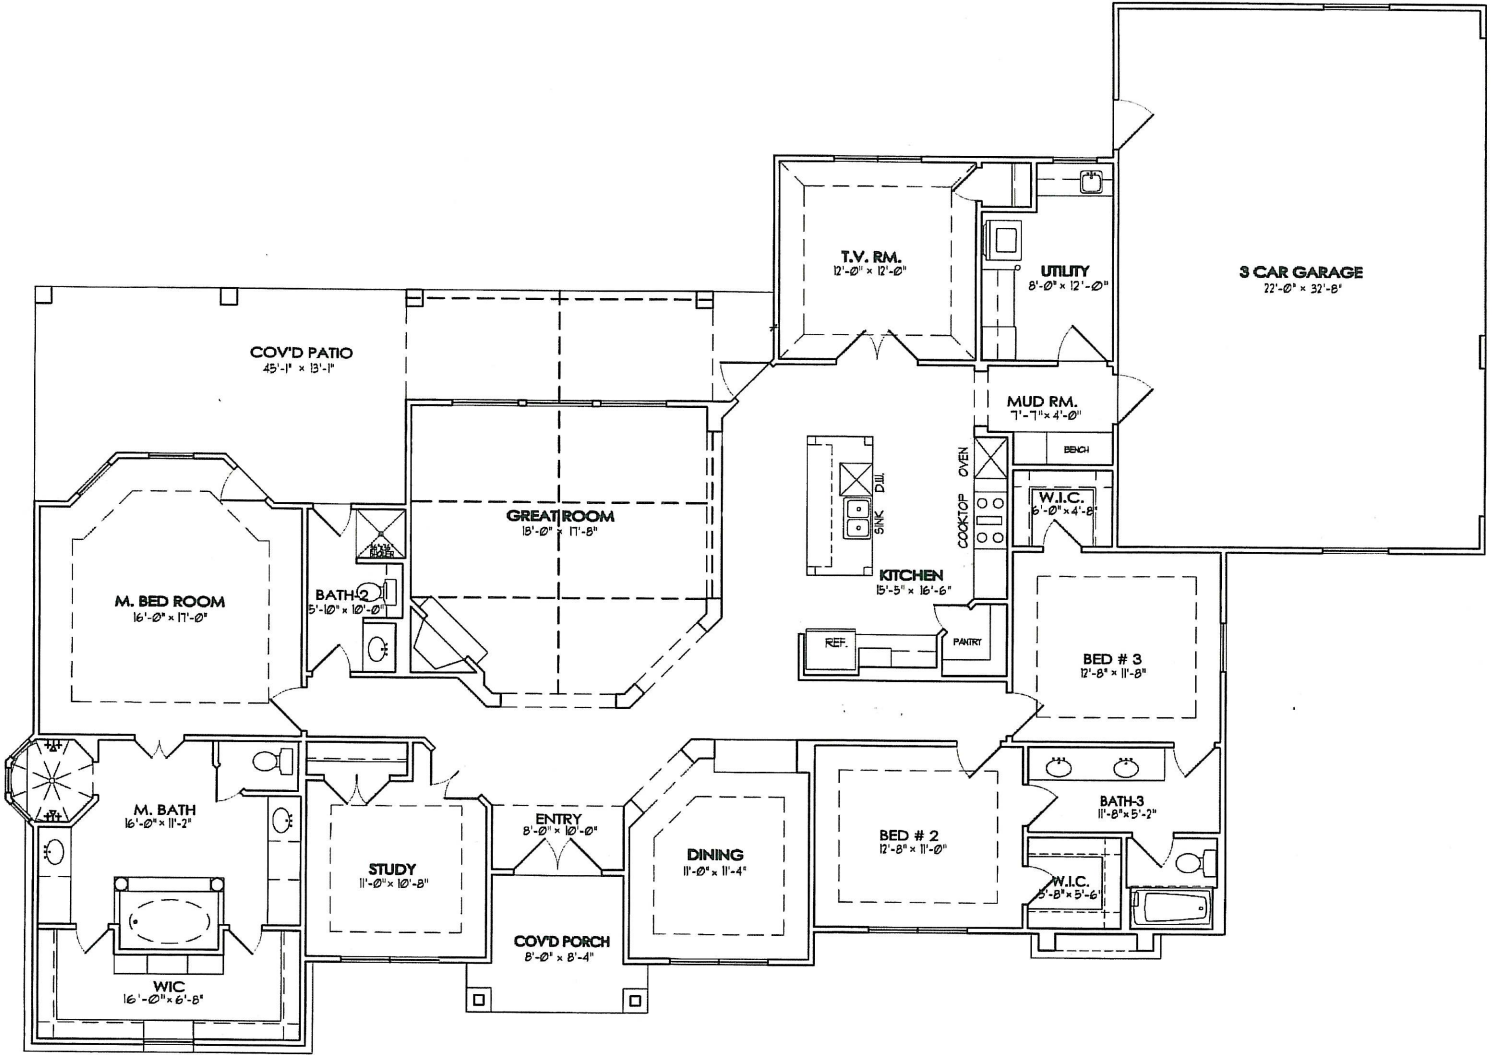 T.V. RM.
12'-0" × 12'-0"
UTILITY
8'-0" × 12'-0"
3 CAR GARAGE
22'-0" × 32'-8"
COV'D PATIO
45'-1" × 13'-1"
MUD RM.
7'-7" × 4'-0"
BENCH
OVEN
D.W.
SINK
COOKTOP
W.I.C.
6'-0" × 4'-8"
GREAT ROOM
18'-0" × 17'-8"
36"x36"
SHOWER
KITCHEN
15'-5" × 16'-6"
M. BED ROOM
16'-0" × 17'-0"
BATH-2
5'-10" × 10'-0"
REF.
PANTRY
BED # 3
12'-8" × 11'-8"
M. BATH
16'-0" × 11'-2"
ENTRY
8'-0" × 10'-0"
BATH-3
11'-8" × 5'-2"
BED # 2
12'-8" × 11'-0"
STUDY
11'-0" × 10'-8"
DINING
11'-0" × 11'-4"
W.I.C.
5'-8" × 5'-6"
COV'D PORCH
8'-0" × 8'-4"
WIC
16'-0" × 6'-8"